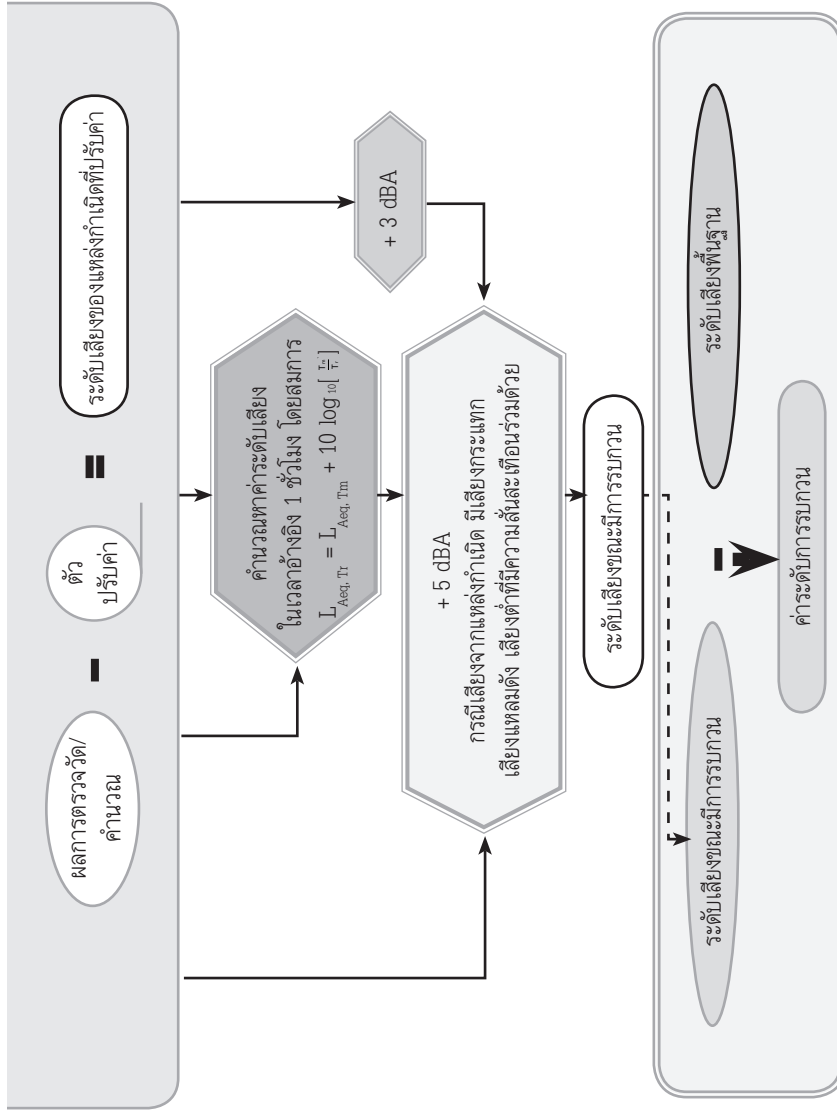 ผลการตรวจวัด/
คำนวณ
-
ตัว
ปรับค่า
=
ระดับเสียงของแหล่งกำเนิดที่ปรับค่า
คำนวณหาค่าระดับเสียง
ในเวลาอ้างอิง 1 ชั่วโมง โดยสมการ
L Aeq, Tr = L Aeq, Tm + 10 log 10 [ Tm / Tr ]
+ 3 dBA
+ 5 dBA
กรณีเสียงจากแหล่งกำเนิด มีเสียงกระแทก
เสียงแหลมดัง เสียงต่ำที่มีความสั่นสะเทือนร่วมด้วย
ระดับเสียงขณะมีการรบกวน
ระดับเสียงขณะมีการรบกวน
-
ระดับเสียงพื้นฐาน
ค่าระดับการรบกวน